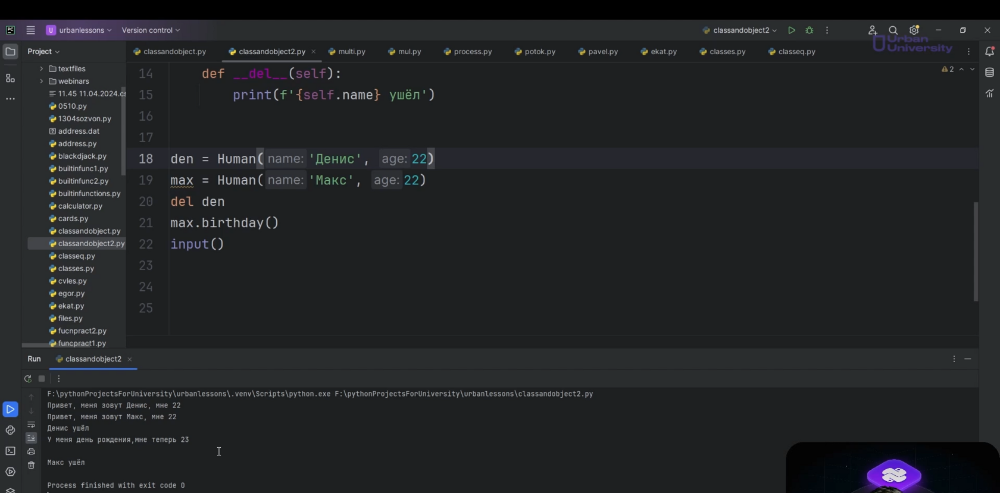 PC
U urbanlessons
Version control
classandobject2
Urban
University
Project
classandobject.py
classandobject2.py
multi.py
mul.py
process.py
potok.py
pavel.py
ekat.py
classes.py
classeq.py
textfiles
webinars
11.45 11.04.2024.cs
0510.py
1304sozvon.py
address.dat
address.py
blackdjack.py
builtinfunc1.py
builtinfunc2.py
builtinfunctions.py
calculator.py
cards.py
classandobject.py
classandobject2.py
classeq.py
classes.py
cvles.py
egor.py
ekat.py
files.py
fucnpract2.py
funcpract1.py
2
14 def __del__(self):
15 print(f'{self.name} ушёл')
16
17
18 den = Human(name: 'Денис', age: 22)
19 max = Human(name: 'Макс', age: 22)
20 del den
21 max.birthday()
22 input()
23
24
25
Run
classandobject2
F:\pythonProjectsForUniversity\urbanlessons\.venv\Scripts\python.exe F:\pythonProjectsForUniversity\urbanlessons\classandobject2.py
Привет, меня зовут Денис, мне 22
Привет, меня зовут Макс, мне 22
Денис ушёл
У меня день рождения,мне теперь 23
Макс ушёл
Process finished with exit code 0